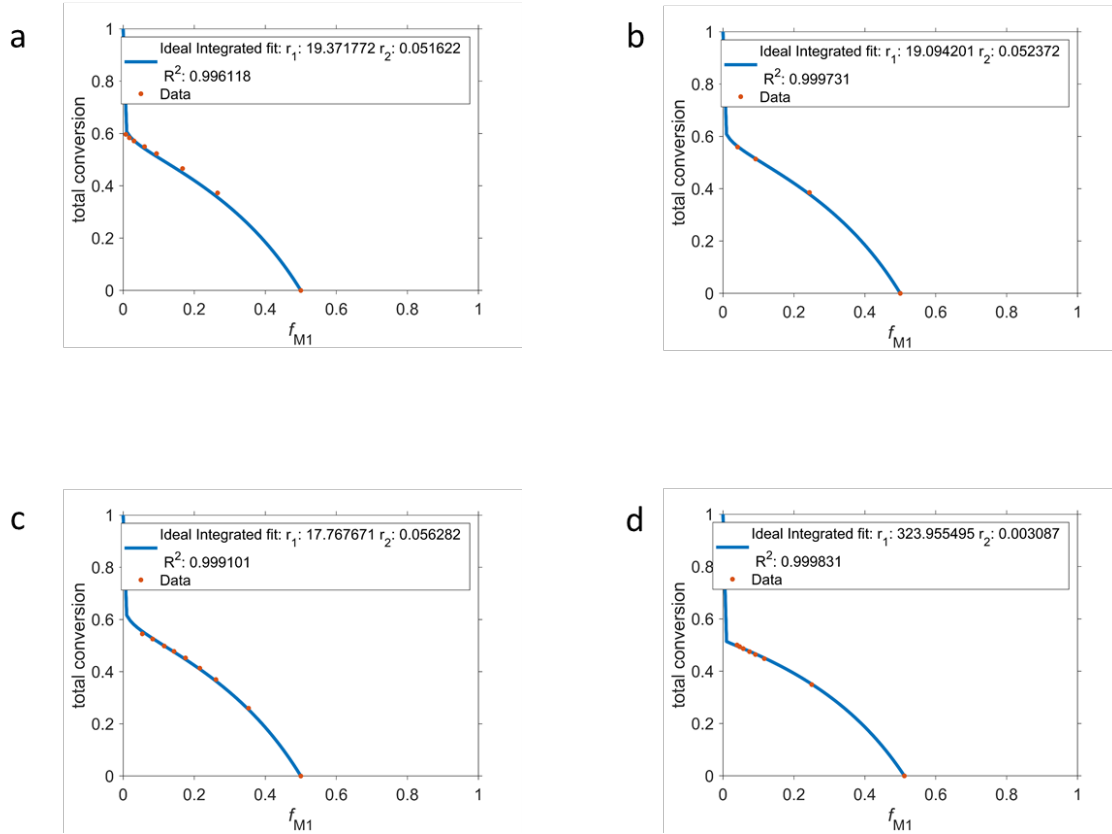 a
1
0.8
0.6
0.4
0.2
0
total conversion
Ideal Integrated fit: r1: 19.371772 r2: 0.051622
R2: 0.996118
Data
0 0.2 0.4 0.6 0.8 1
fM1
b
1
0.8
0.6
0.4
0.2
0
total conversion
Ideal Integrated fit: r1: 19.094201 r2: 0.052372
R2: 0.999731
Data
0 0.2 0.4 0.6 0.8 1
fM1
c
1
0.8
0.6
0.4
0.2
0
total conversion
Ideal Integrated fit: r1: 17.767671 r2: 0.056282
R2: 0.999101
Data
0 0.2 0.4 0.6 0.8 1
fM1
d
1
0.8
0.6
0.4
0.2
0
total conversion
Ideal Integrated fit: r1: 323.955495 r2: 0.003087
R2: 0.999831
Data
0 0.2 0.4 0.6 0.8 1
fM1